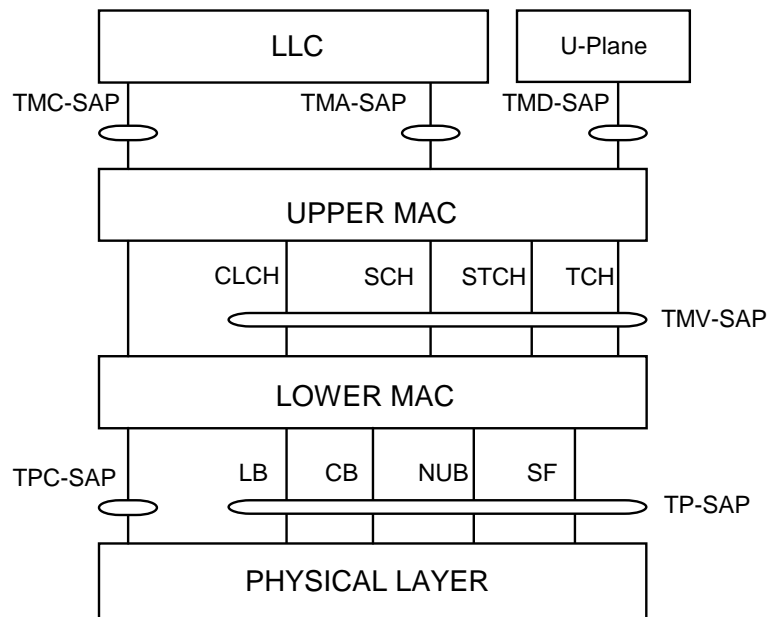 LLC
U-Plane
TMC-SAP
TMA-SAP
TMD-SAP
UPPER MAC
CLCH
SCH
STCH
TCH
TMV-SAP
LOWER MAC
TPC-SAP
LB
CB
NUB
SF
TP-SAP
PHYSICAL LAYER